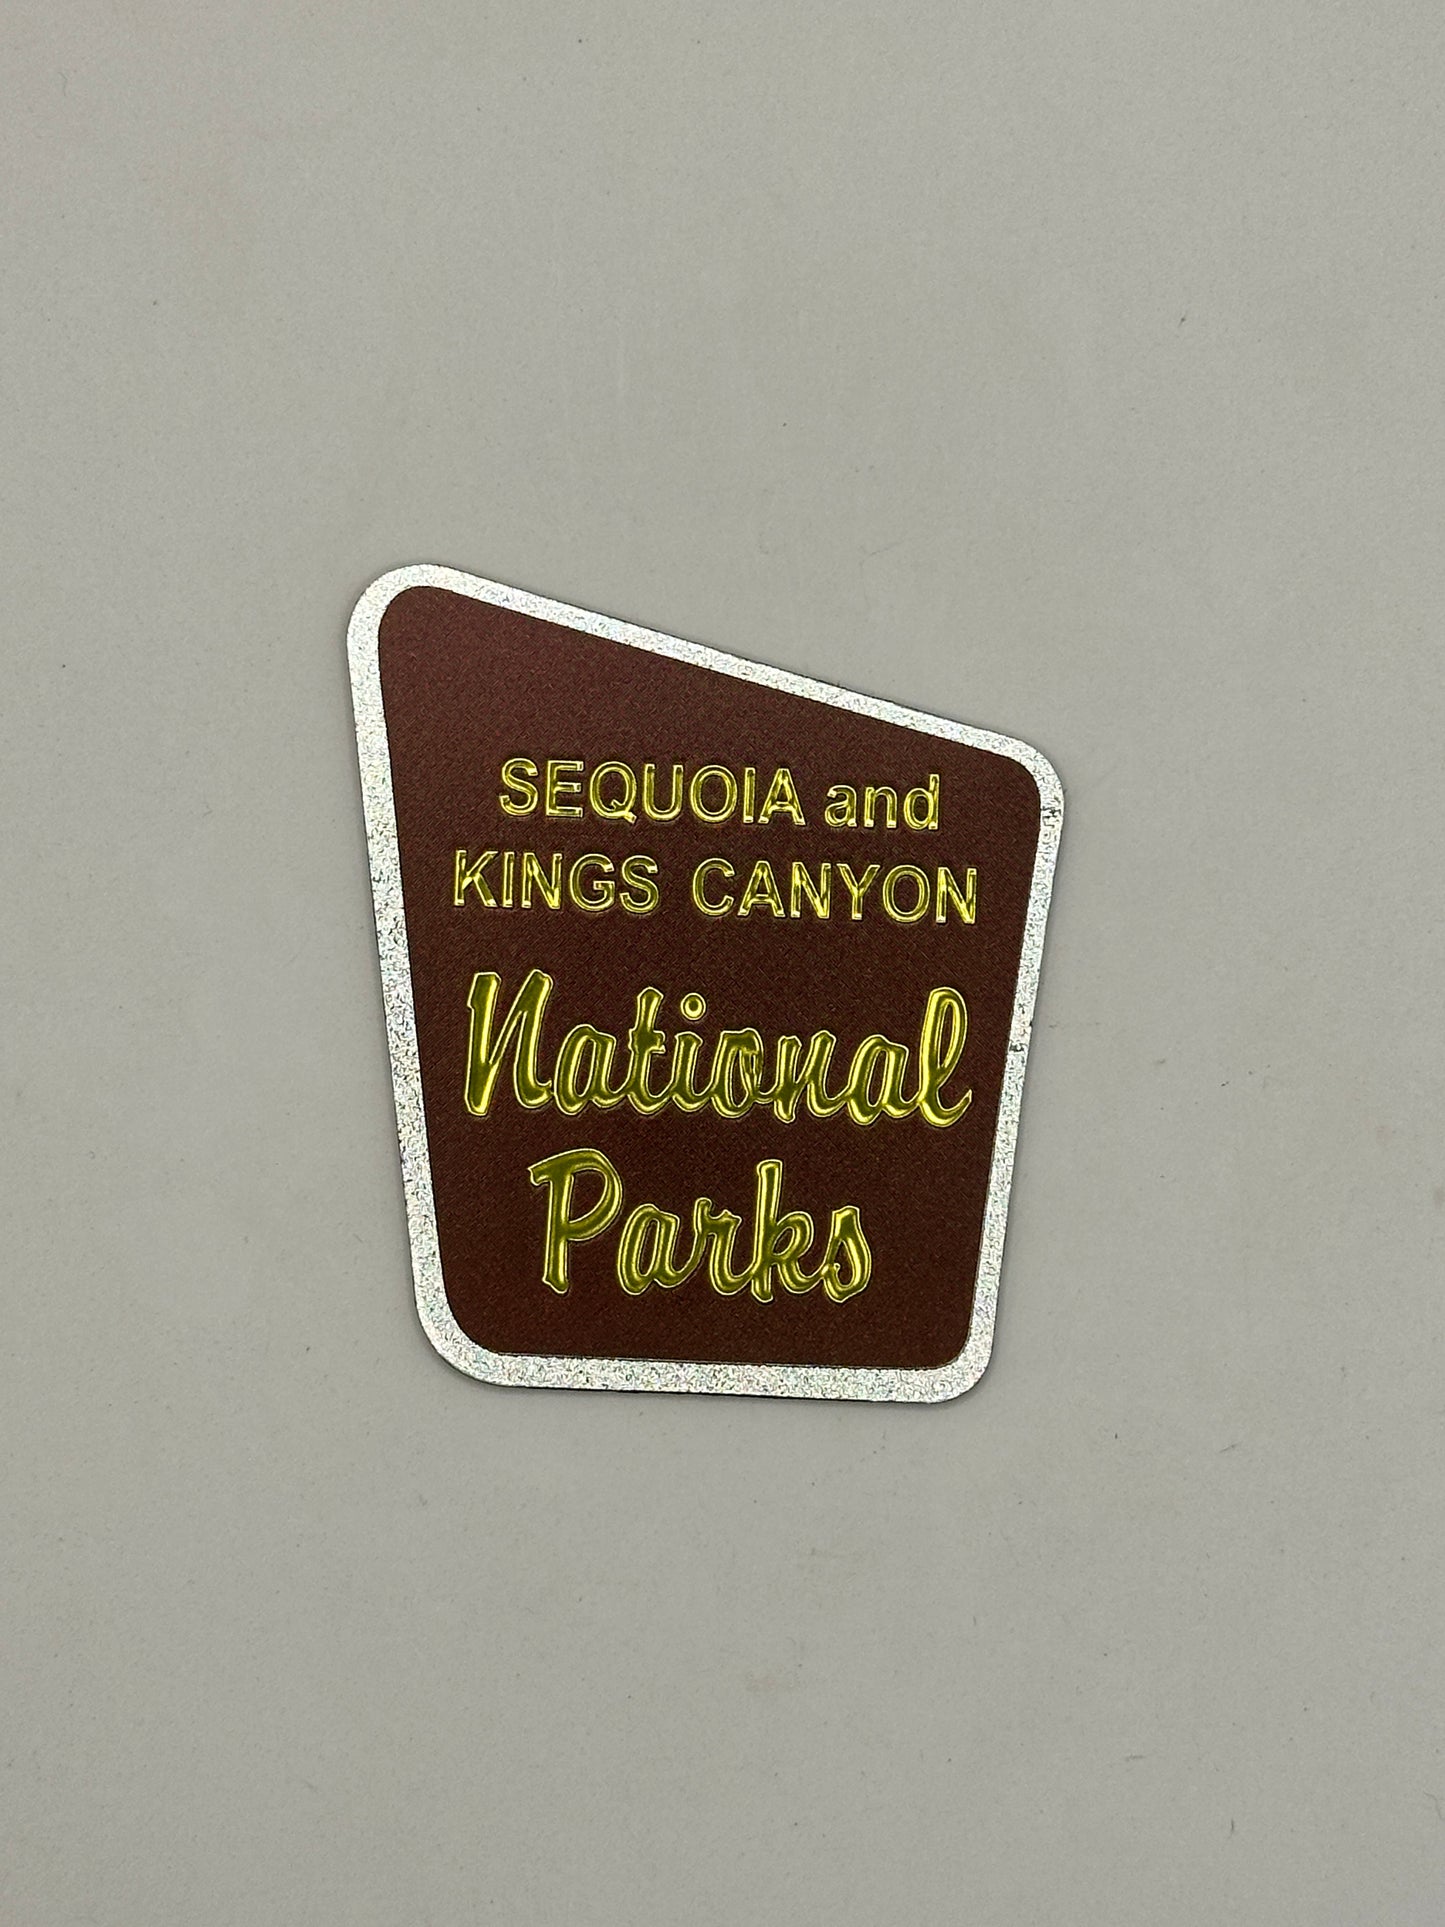 SEQUOIA and
KINGS CANYON
National
Parks